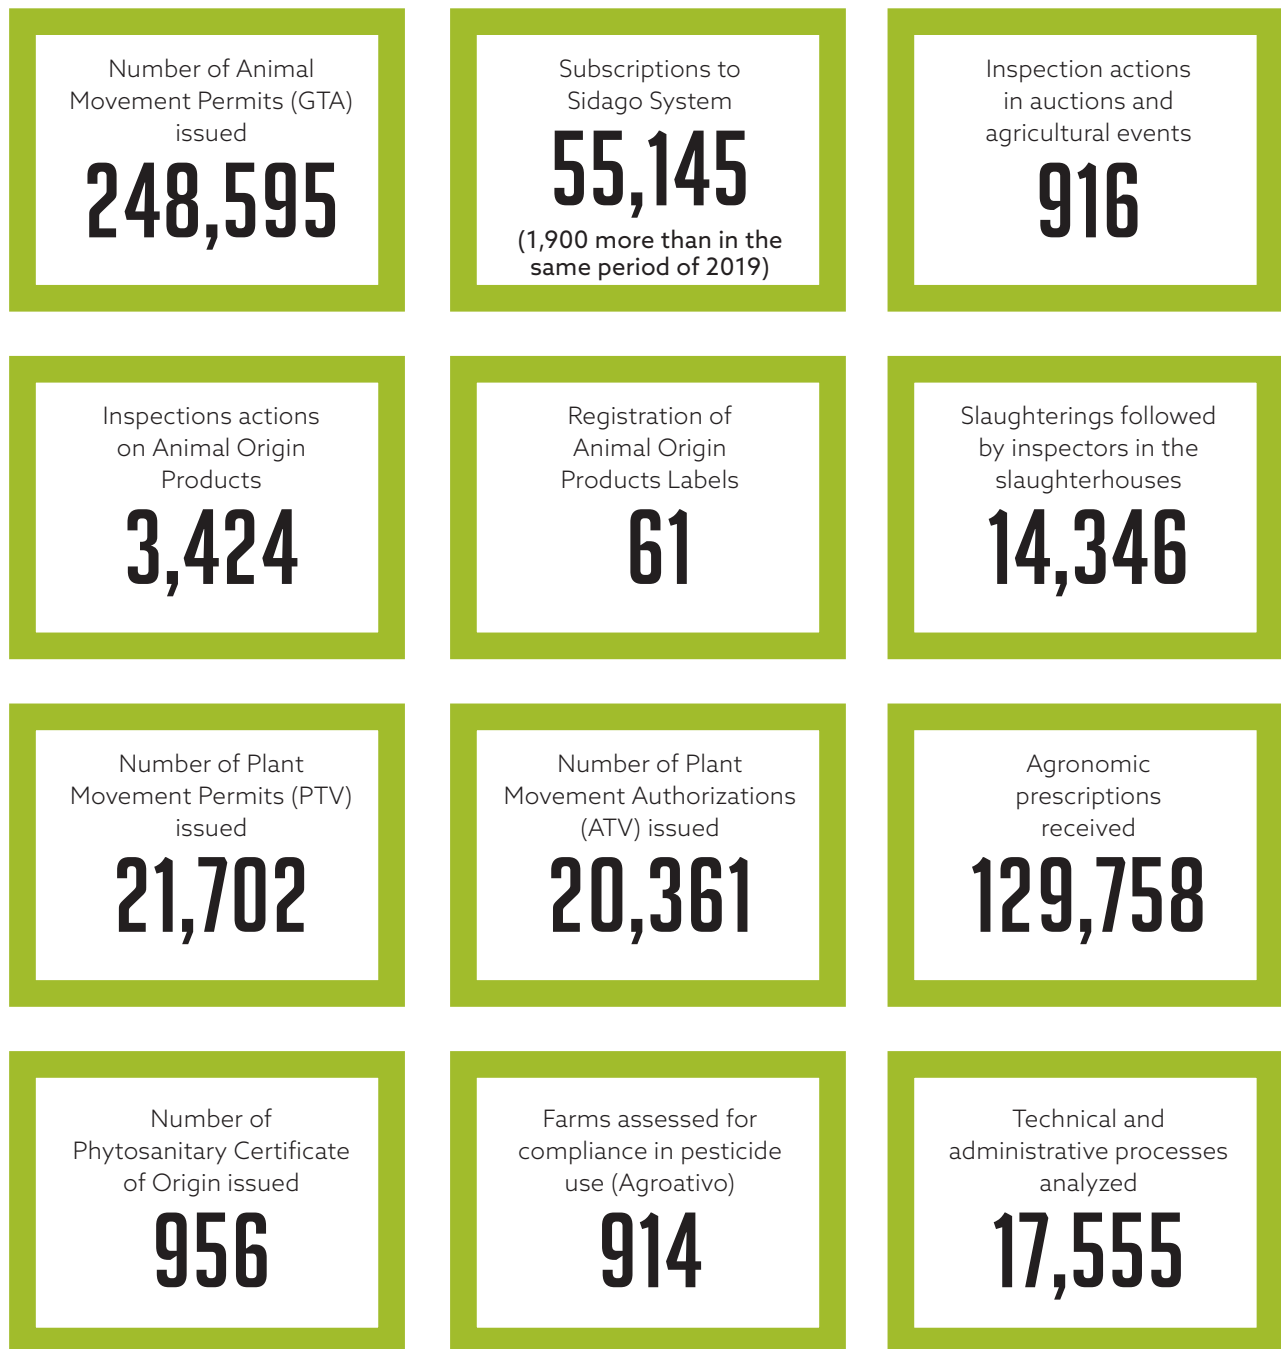 Number of Animal
Movement Permits (GTA)
issued
248,595
Subscriptions to
Sidago System
55,145
(1,900 more than in the
same period of 2019)
Inspection actions
in auctions and
agricultural events
916
Inspections actions
on Animal Origin
Products
3,424
Registration of
Animal Origin
Products Labels
61
Slaughterings followed
by inspectors in the
slaughterhouses
14,346
Number of Plant
Movement Permits (PTV)
issued
21,702
Number of Plant
Movement Authorizations
(ATV) issued
20,361
Agronomic
prescriptions
received
129,758
Number of
Phytosanitary Certificate
of Origin issued
956
Farms assessed for
compliance in pesticide
use (Agroativo)
914
Technical and
administrative processes
analyzed
17,555